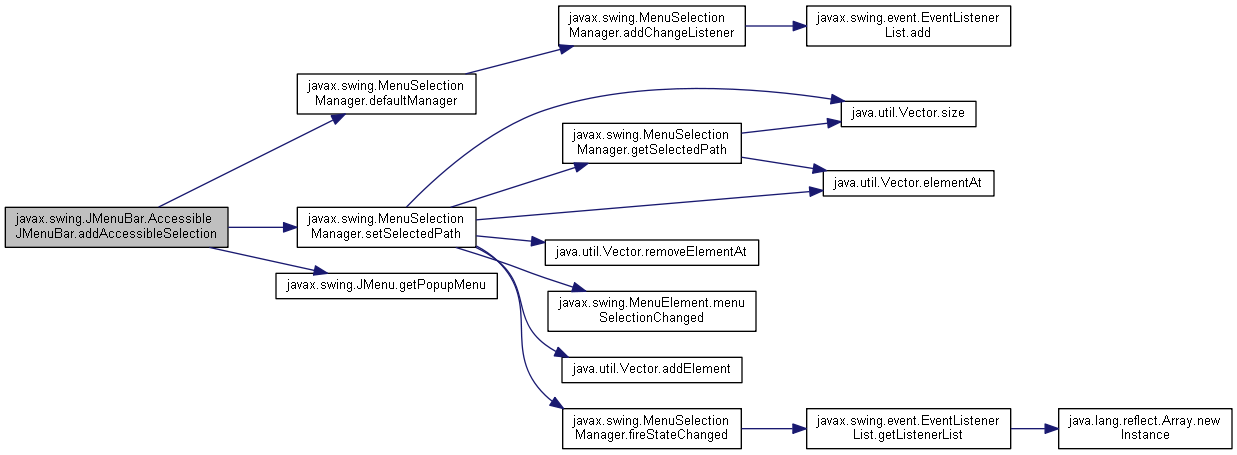 javax.swing.MenuSelection
Manager.addChangeListener
javax.swing.event.EventListener
List.add
javax.swing.MenuSelection
Manager.defaultManager
java.util.Vector.size
javax.swing.MenuSelection
Manager.getSelectedPath
java.util.Vector.elementAt
javax.swing.JMenuBar.Accessible
JMenuBar.addAccessibleSelection
javax.swing.MenuSelection
Manager.setSelectedPath
java.util.Vector.removeElementAt
javax.swing.JMenu.getPopupMenu
javax.swing.MenuElement.menu
SelectionChanged
java.util.Vector.addElement
javax.swing.MenuSelection
Manager.fireStateChanged
javax.swing.event.EventListener
List.getListenerList
java.lang.reflect.Array.new
Instance